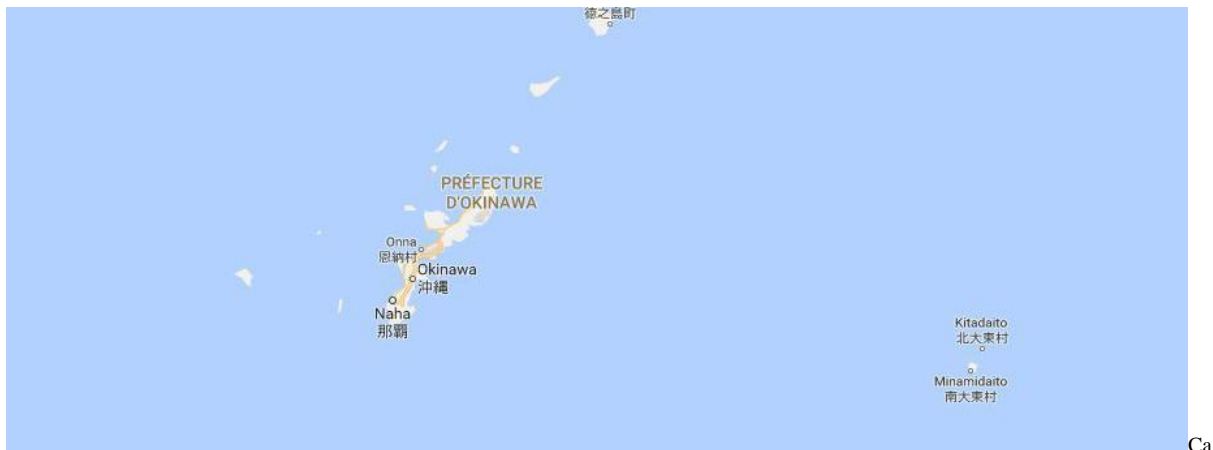 徳之島町
PRÉFECTURE
D'OKINAWA
Onna
恩納村
Okinawa
沖縄
Naha
那覇
Kitadaito
北大東村
Minamidaito
南大東村
Ca